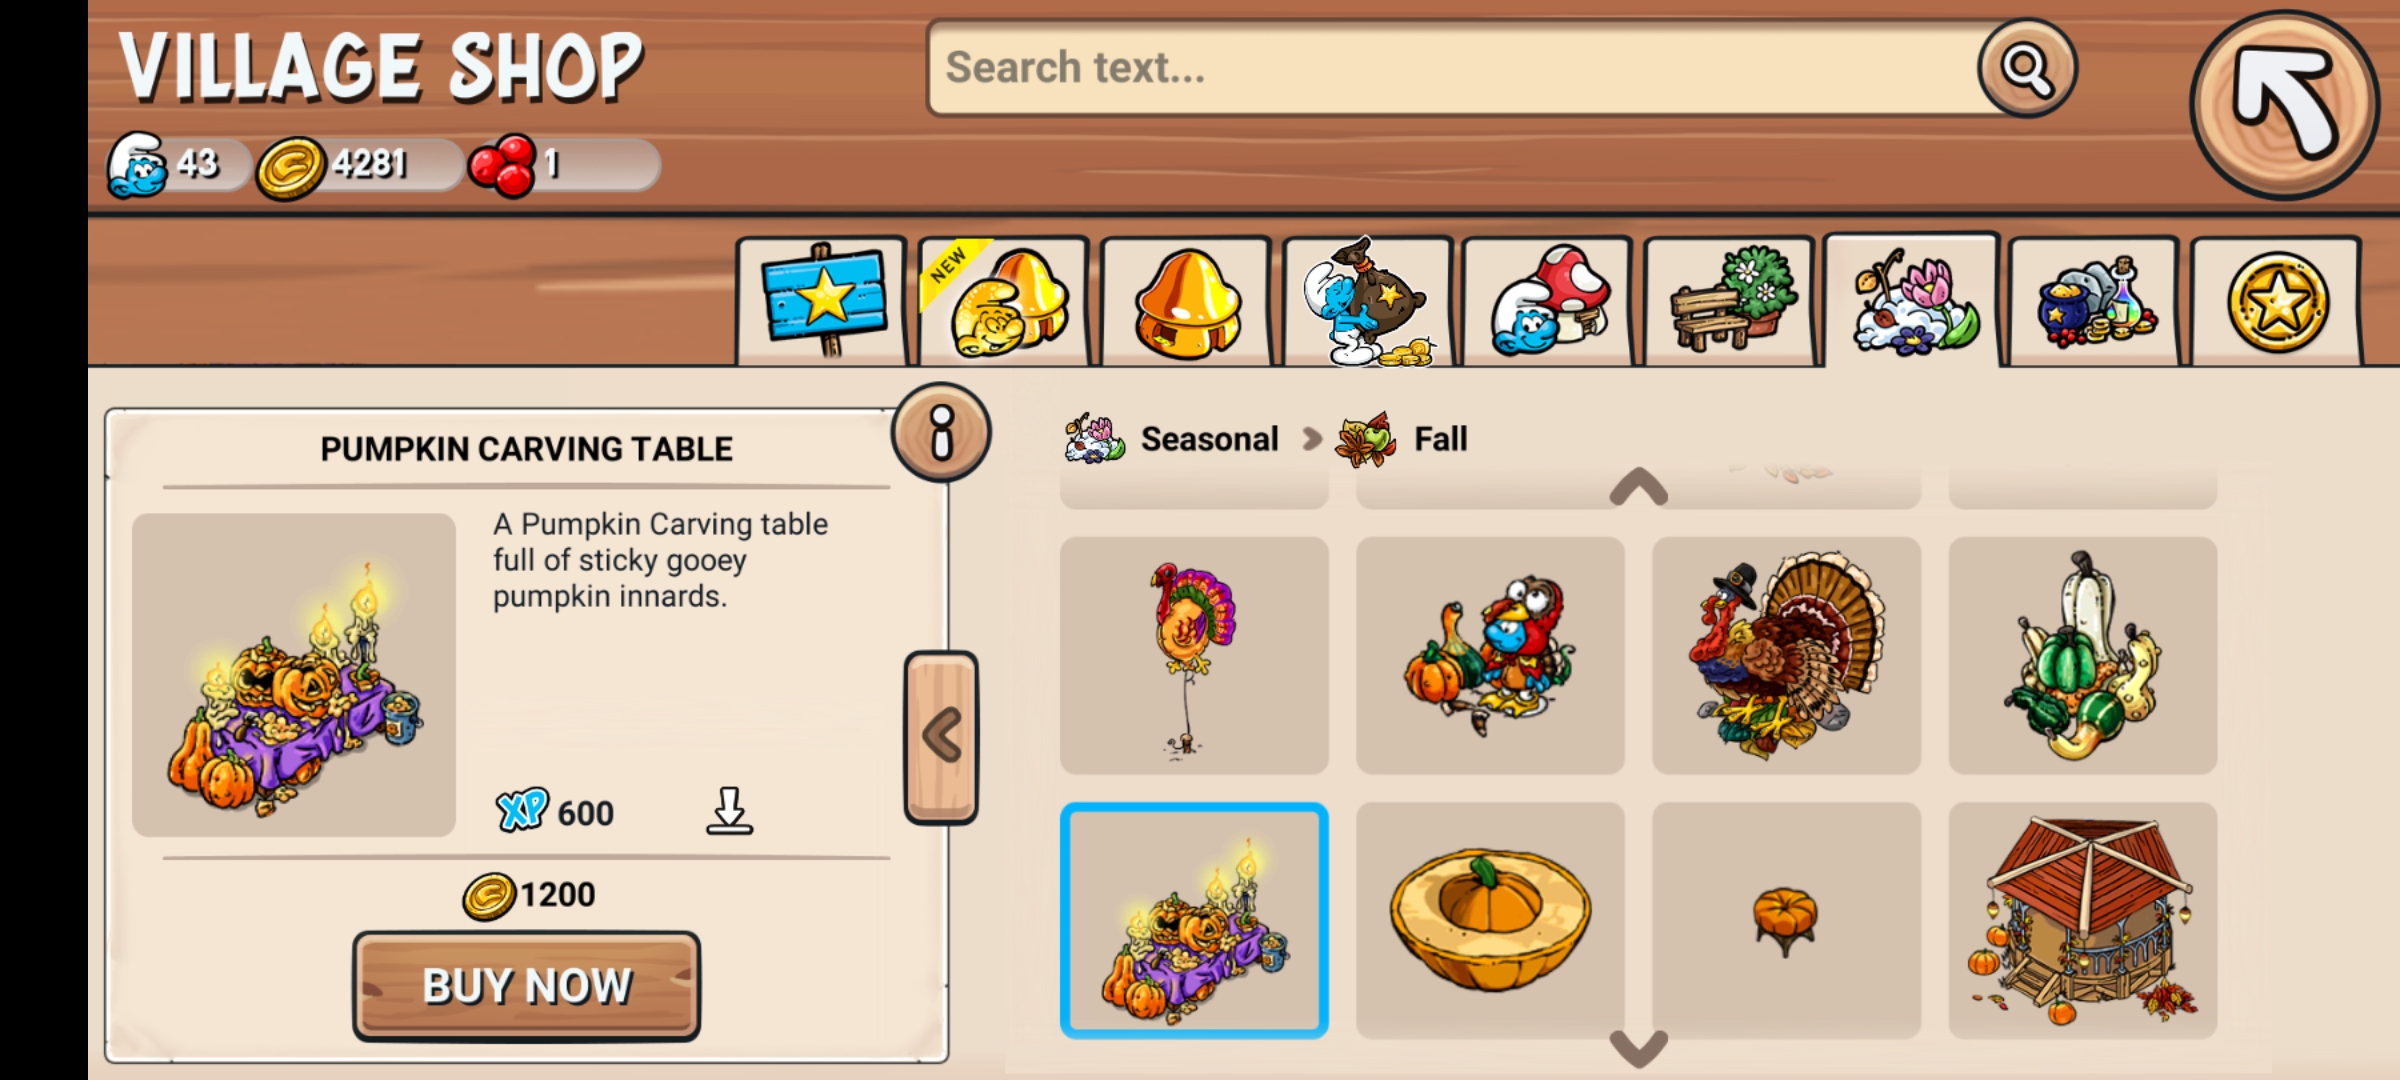 VILLAGE SHOP
Search text...
43
4281
1
NEW
PUMPKIN CARVING TABLE
A Pumpkin Carving table
full of sticky gooey
pumpkin innards.
XP 600
1200
BUY NOW
Seasonal
Fall